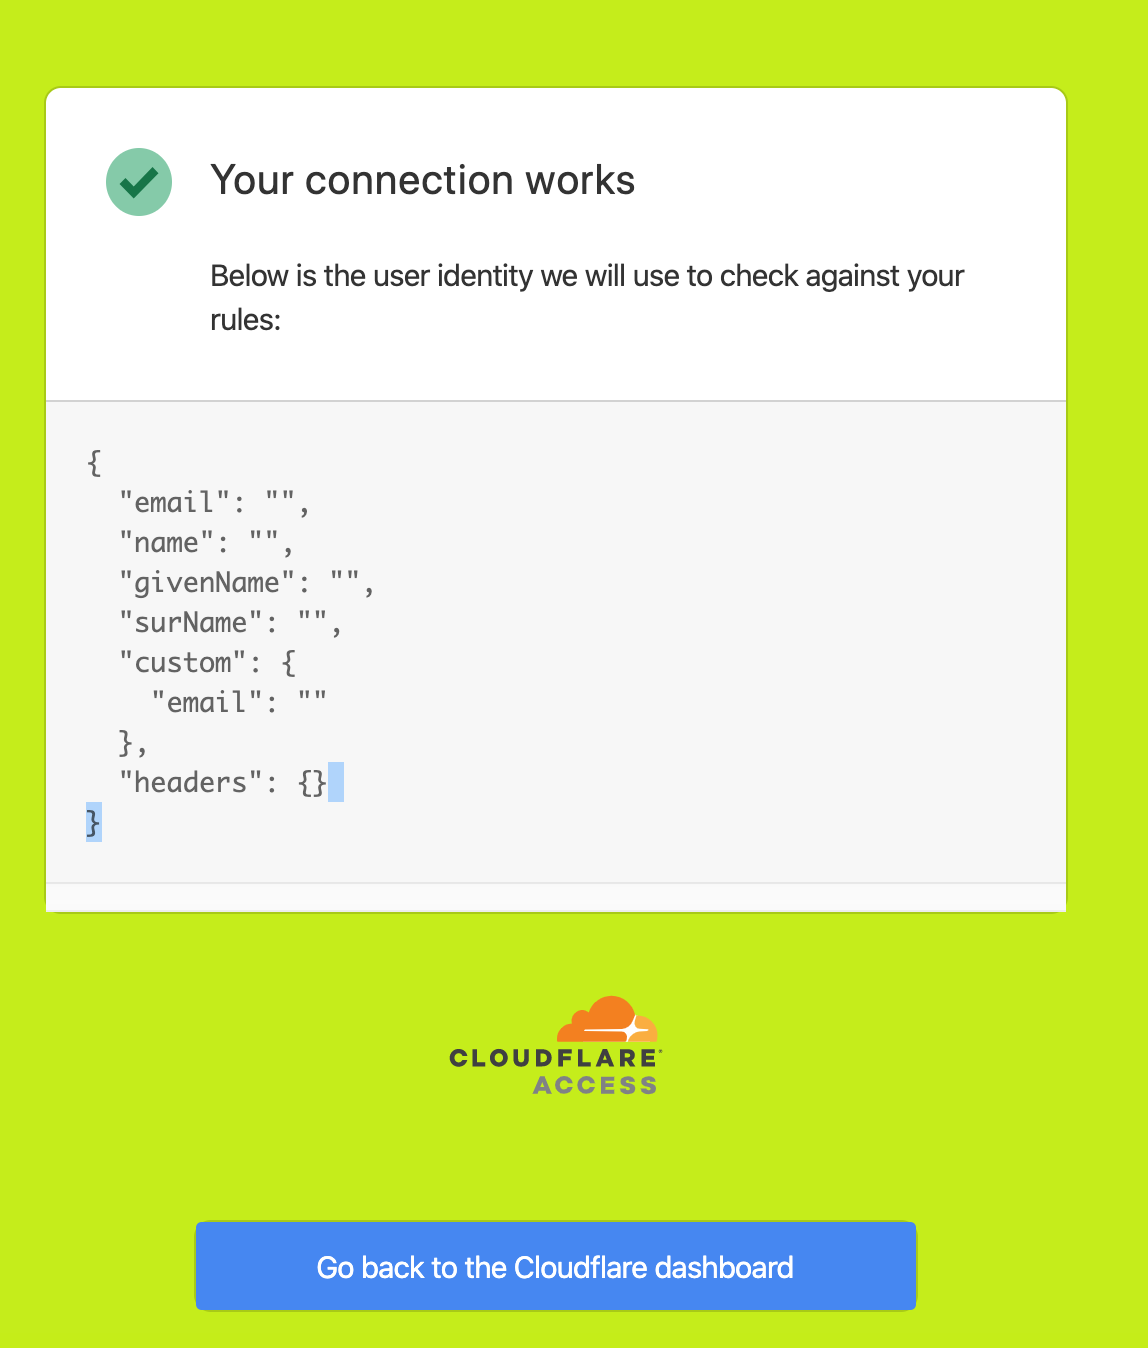 Your connection works
Below is the user identity we will use to check against your
rules:
{
  "email": "",
  "name": "",
  "givenName": "",
  "surName": "",
  "custom": {
    "email": ""
  },
  "headers": {}
}
CLOUDFLARE
ACCESS
Go back to the Cloudflare dashboard